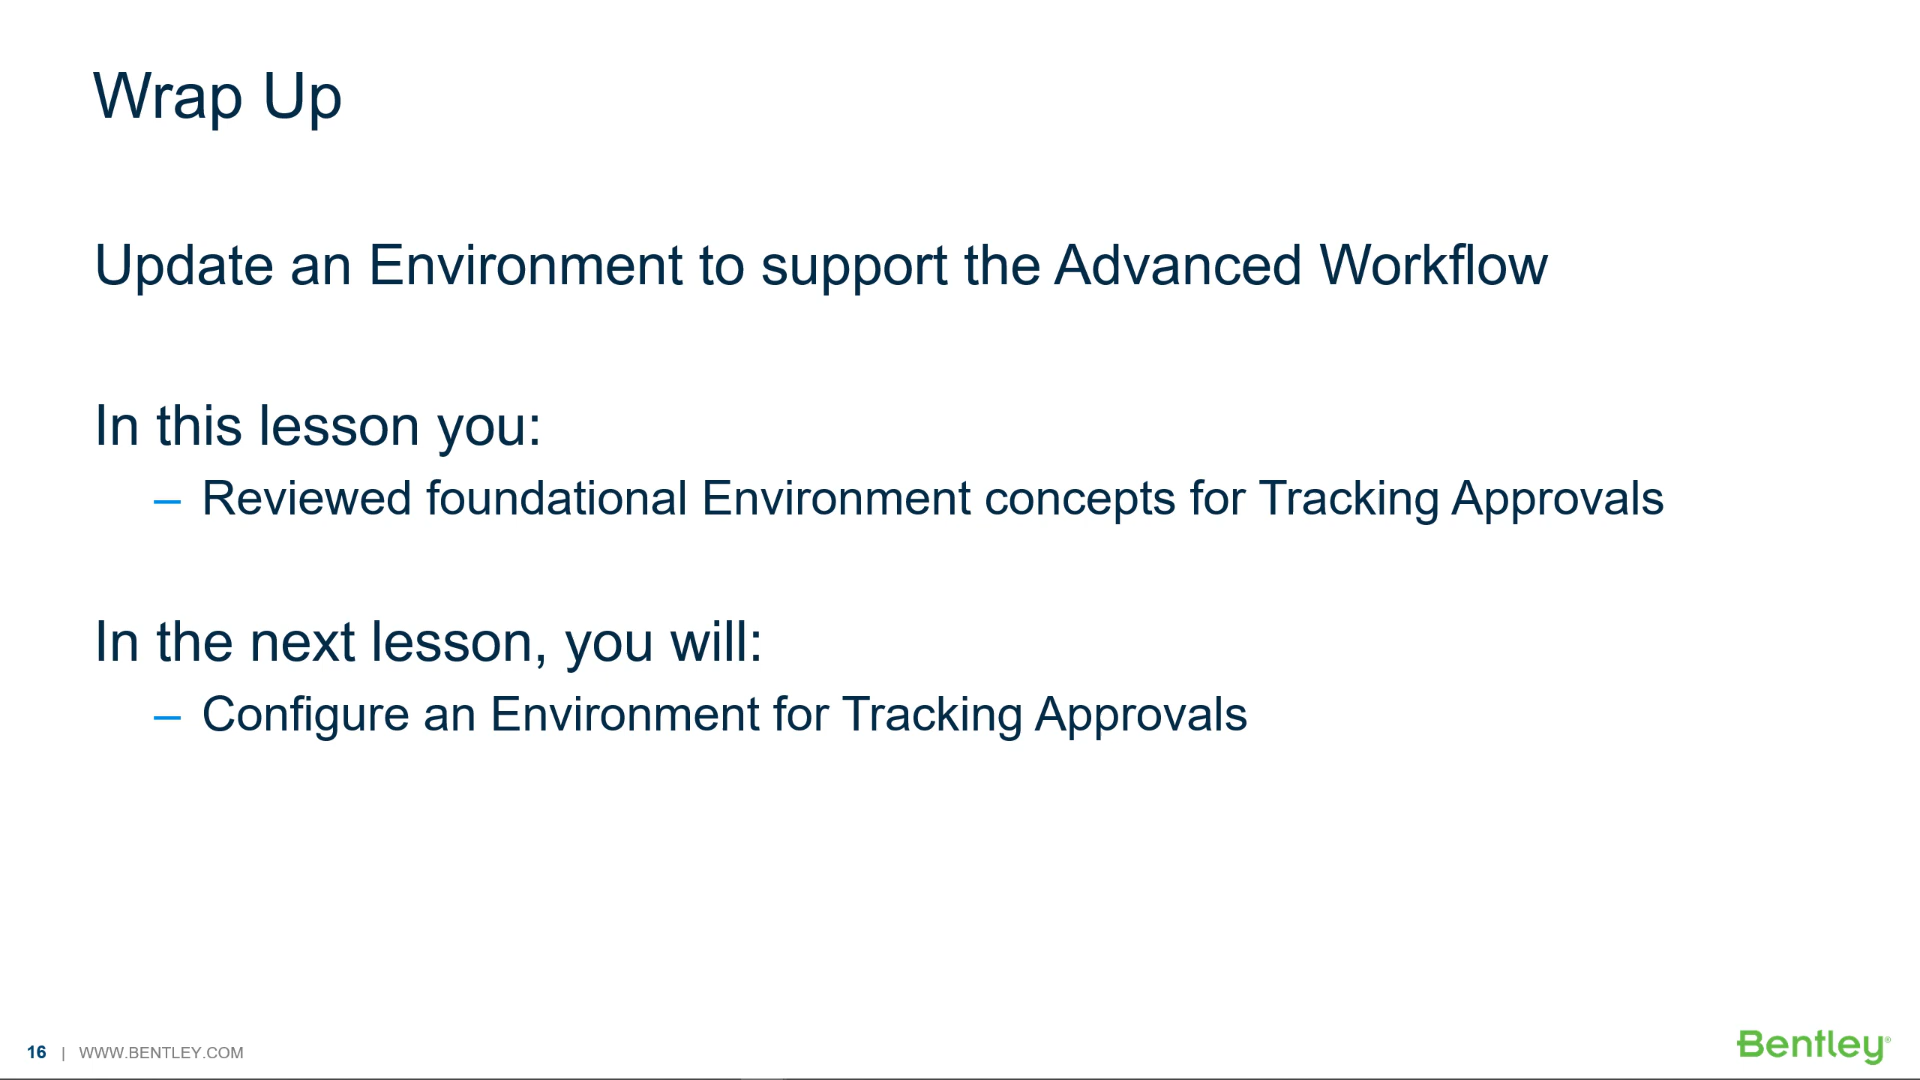 Wrap Up
Update an Environment to support the Advanced Workflow
In this lesson you:
– Reviewed foundational Environment concepts for Tracking Approvals
In the next lesson, you will:
– Configure an Environment for Tracking Approvals
16 | WWW.BENTLEY.COM
Bentley®